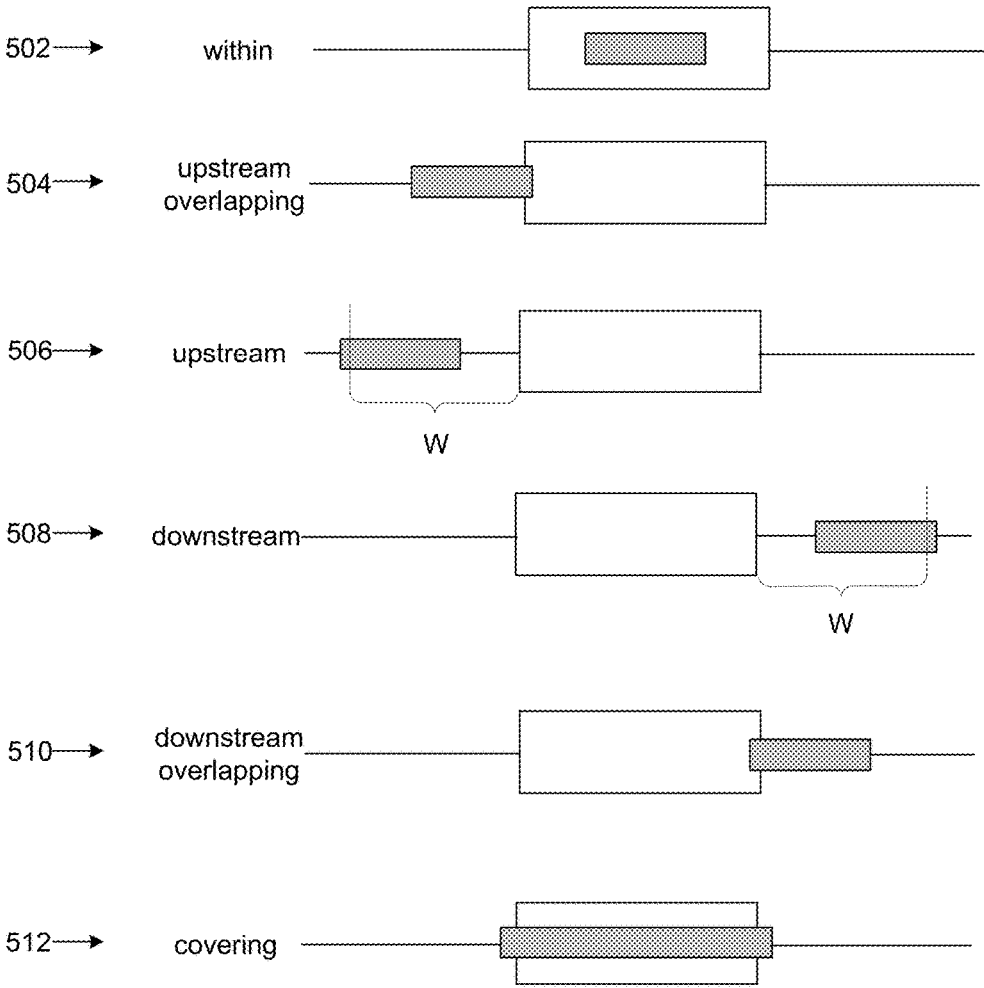 502 within
504 upstream
overlapping
506 upstream
W
508 downstream
W
510 downstream
overlapping
512 covering